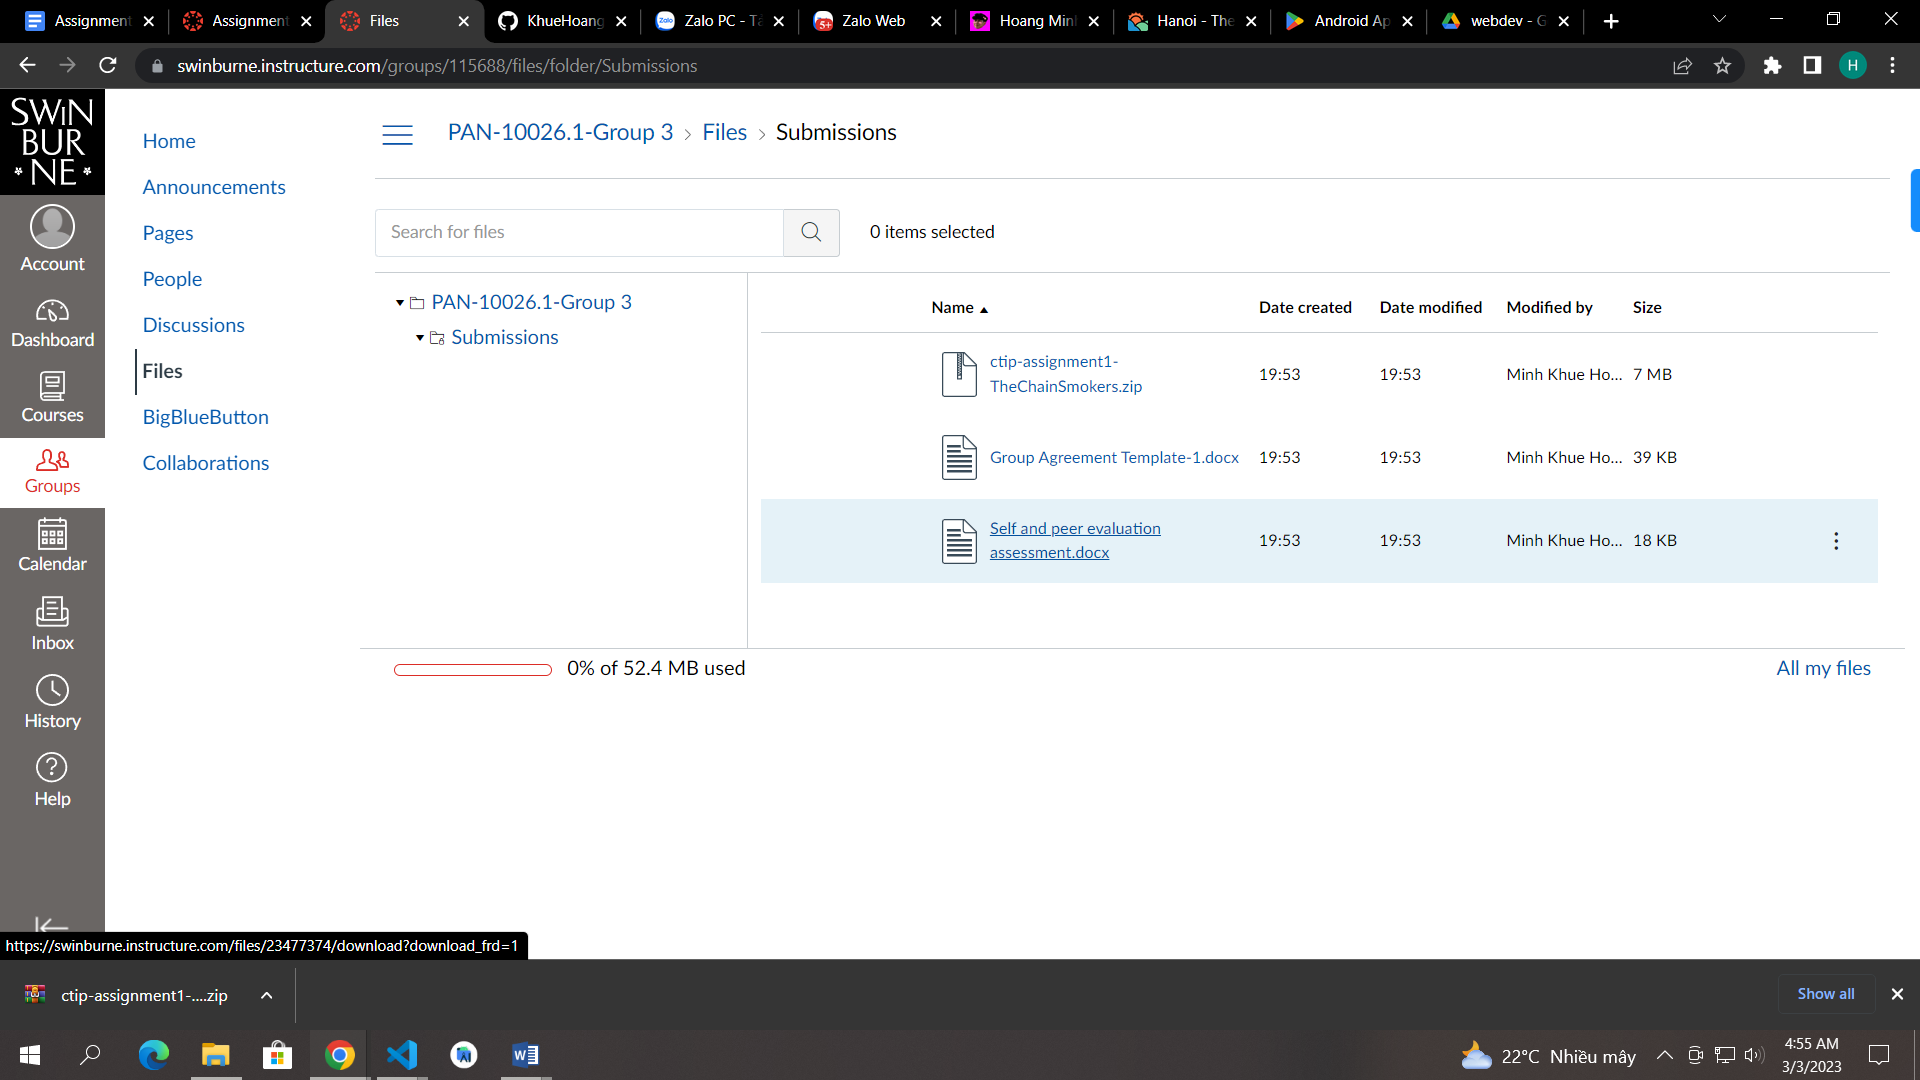 Assignment
Assignment
Files
KhueHoang
Zalo PC - Tả
Zalo Web
Hoang Minh
Hanoi - The
Android Ap
webdev - G
swinburne.instructure.com/groups/115688/files/folder/Submissions
H
SWiN
BUR
NE
Account
Dashboard
Courses
Groups
Calendar
Inbox
History
Help
Home
Announcements
Pages
People
Discussions
Files
BigBlueButton
Collaborations
PAN-10026.1-Group 3 › Files › Submissions
Search for files
0 items selected
PAN-10026.1-Group 3
Submissions
Name Date created Date modified Modified by Size
ctip-assignment1-
TheChainSmokers.zip
19:53 19:53 Minh Khue Ho... 7 MB
Group Agreement Template-1.docx 19:53 19:53 Minh Khue Ho... 39 KB
Self and peer evaluation
assessment.docx
19:53 19:53 Minh Khue Ho... 18 KB
0% of 52.4 MB used
All my files
https://swinburne.instructure.com/files/23477374/download?download_frd=1
ctip-assignment1-....zip
Show all
22°C Nhiều mây
4:55 AM
3/3/2023